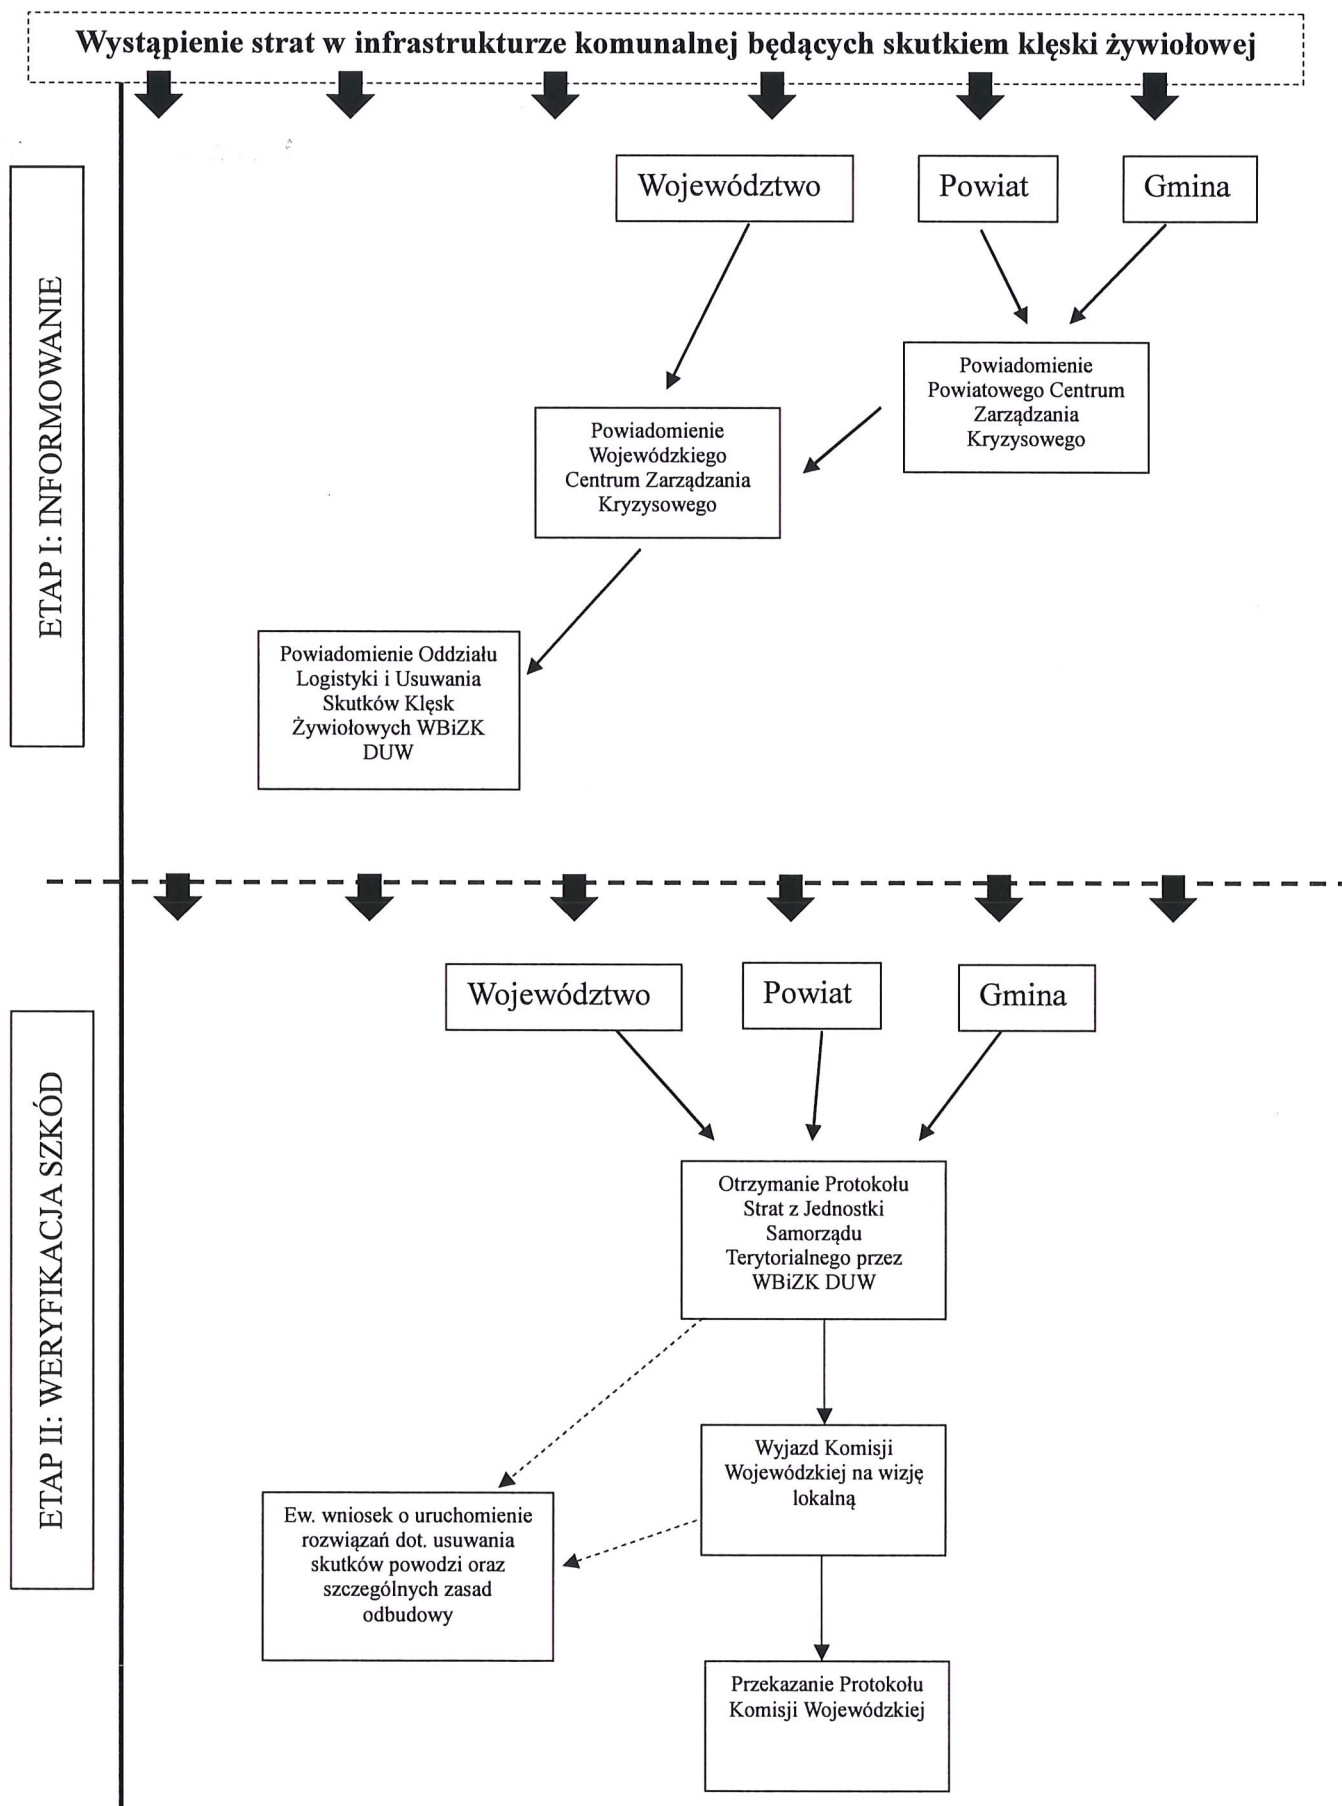 Wystąpienie strat w infrastrukturze komunalnej będących skutkiem klęski żywiołowej
ETAP I: INFORMOWANIE
Województwo
Powiat
Gmina
Powiadomienie
Powiatowego Centrum
Zarządzania
Kryzysowego
Powiadomienie
Wojewódzkiego
Centrum Zarządzania
Kryzysowego
Powiadomienie Oddziału
Logistyki i Usuwania
Skutków Klęsk
Żywiołowych WBiZK
DUW
ETAP II: WERYFIKACJA SZKÓD
Województwo
Powiat
Gmina
Otrzymanie Protokołu
Strat z Jednostki
Samorządu
Terytorialnego przez
WBiZK DUW
Wyjazd Komisji
Wojewódzkiej na wizję
lokalną
Ew. wniosek o uruchomienie
rozwiązań dot. usuwania
skutków powodzi oraz
szczególnych zasad
odbudowy
Przekazanie Protokołu
Komisji Wojewódzkiej